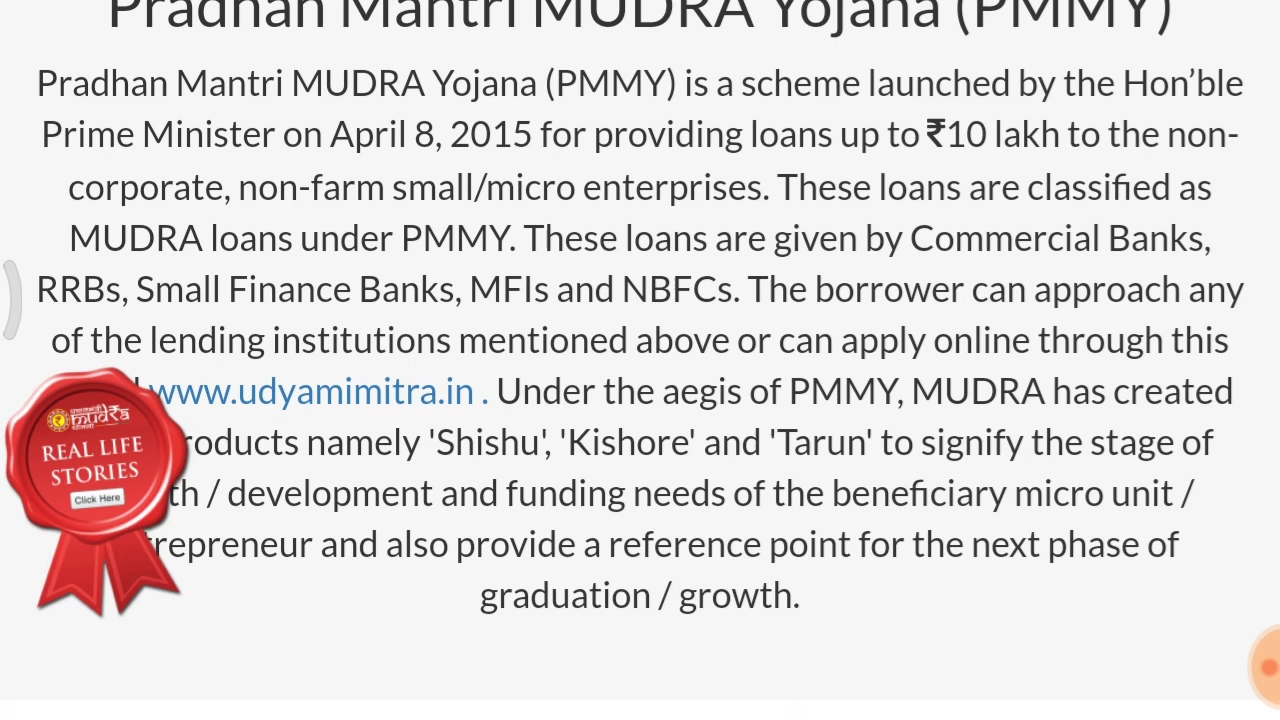 Pradhan Mantri MUDRA Yojana (PMMY)
Pradhan Mantri MUDRA Yojana (PMMY) is a scheme launched by the Hon’ble
Prime Minister on April 8, 2015 for providing loans up to ₹10 lakh to the non-
corporate, non-farm small/micro enterprises. These loans are classified as
MUDRA loans under PMMY. These loans are given by Commercial Banks,
RRBs, Small Finance Banks, MFIs and NBFCs. The borrower can approach any
of the lending institutions mentioned above or can apply online through this
www.udyamimitra.in . Under the aegis of PMMY, MUDRA has created
roducts namely 'Shishu', 'Kishore' and 'Tarun' to signify the stage of
th / development and funding needs of the beneficiary micro unit /
trepreneur and also provide a reference point for the next phase of
graduation / growth.
REAL LIFE
STORIES
Click Here